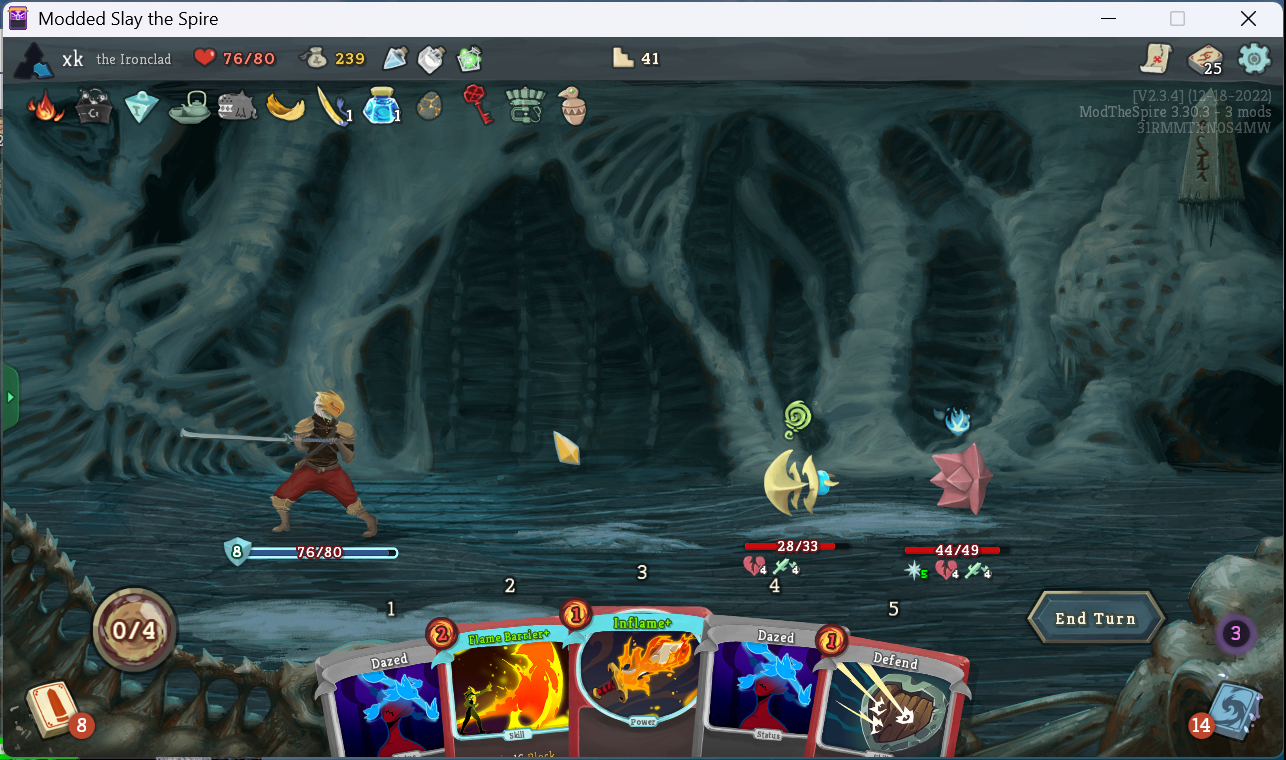 Modded Slay the Spire
xk the Ironclad 76/80 239 41 25
1 1
[V2.3.4] (12-18-2022)
ModTheSpire 3.30.3 - 3 mods
8 76/80
28/33
44/49
4 4
5 4 4
1 2 3 4 5
0/4
End Turn
3
8
14
Dazed
2 Flame Barrier+
Skill
1 Inflame+
Power
Dazed
Status
1 Defend